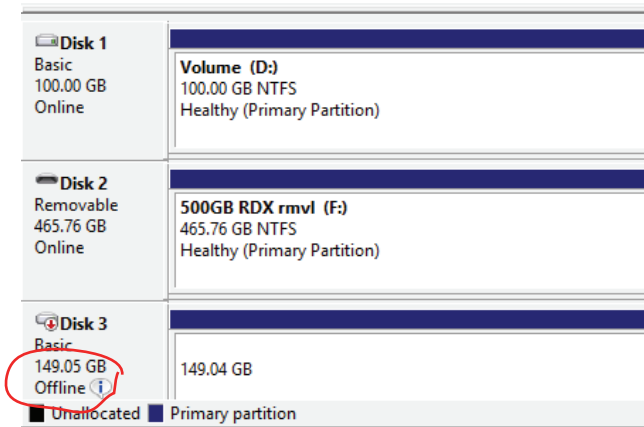 Disk 1
Basic
100.00 GB
Online
Volume (D:)
100.00 GB NTFS
Healthy (Primary Partition)
Disk 2
Removable
465.76 GB
Online
500GB RDX rmvl (F:)
465.76 GB NTFS
Healthy (Primary Partition)
Disk 3
Basic
149.05 GB
Offline
149.04 GB
Unallocated Primary partition